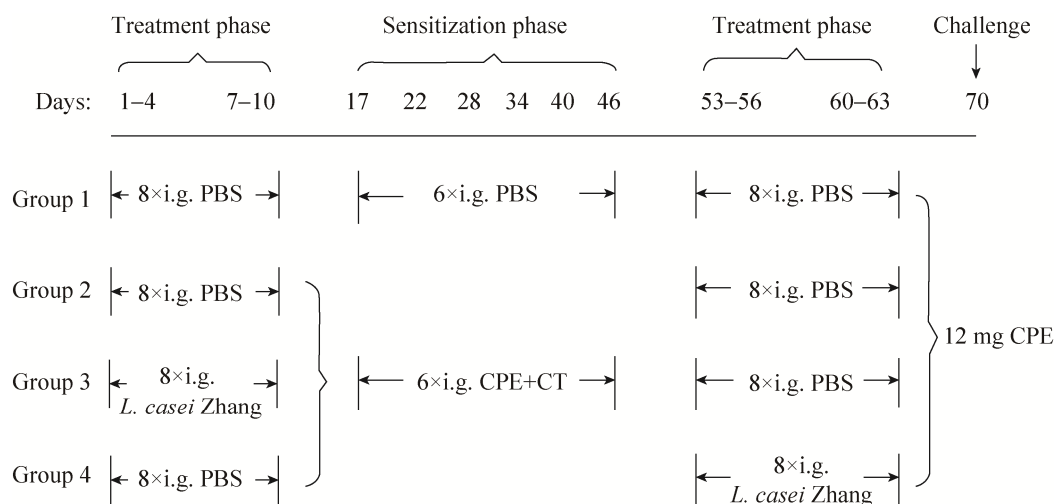 Treatment phase Sensitization phase Treatment phase Challenge
Days: 1–4 7–10 17 22 28 34 40 46 53–56 60–63 70
Group 1 8×i.g. PBS 6×i.g. PBS 8×i.g. PBS
Group 2 8×i.g. PBS 8×i.g. PBS
12 mg CPE
Group 3 8×i.g. 6×i.g. CPE+CT 8×i.g. PBS
L. casei Zhang
Group 4 8×i.g. PBS 8×i.g.
L. casei Zhang